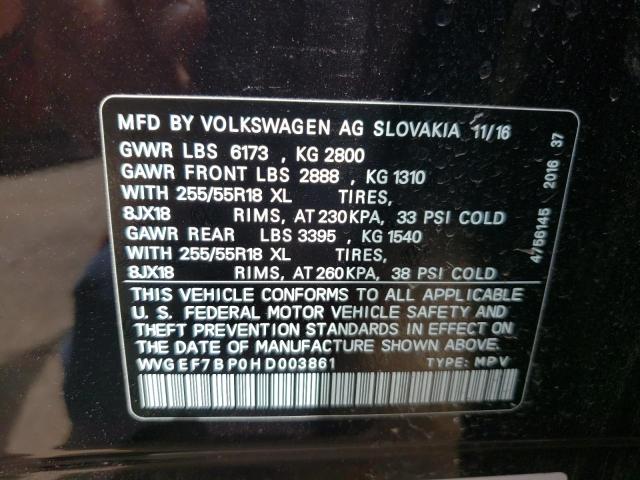 MFD BY VOLKSWAGEN AG SLOVAKIA 11/16
GVWR LBS 6173 , KG 2800
GAWR FRONT LBS 2888 , KG 1310
WITH 255/55R18 XL TIRES,
8JX18 RIMS, AT 230KPA, 33 PSI COLD
GAWR REAR LBS 3395 , KG 1540
WITH 255/55R18 XL TIRES,
8JX18 RIMS, AT 260KPA, 38 PSI COLD
THIS VEHICLE CONFORMS TO ALL APPLICABLE
U. S. FEDERAL MOTOR VEHICLE SAFETY AND
THEFT PREVENTION STANDARDS IN EFFECT ON
THE DATE OF MANUFACTURE SHOWN ABOVE.
WVGEF7BP0HD003861 TYPE: MPV
4756145 2016 37